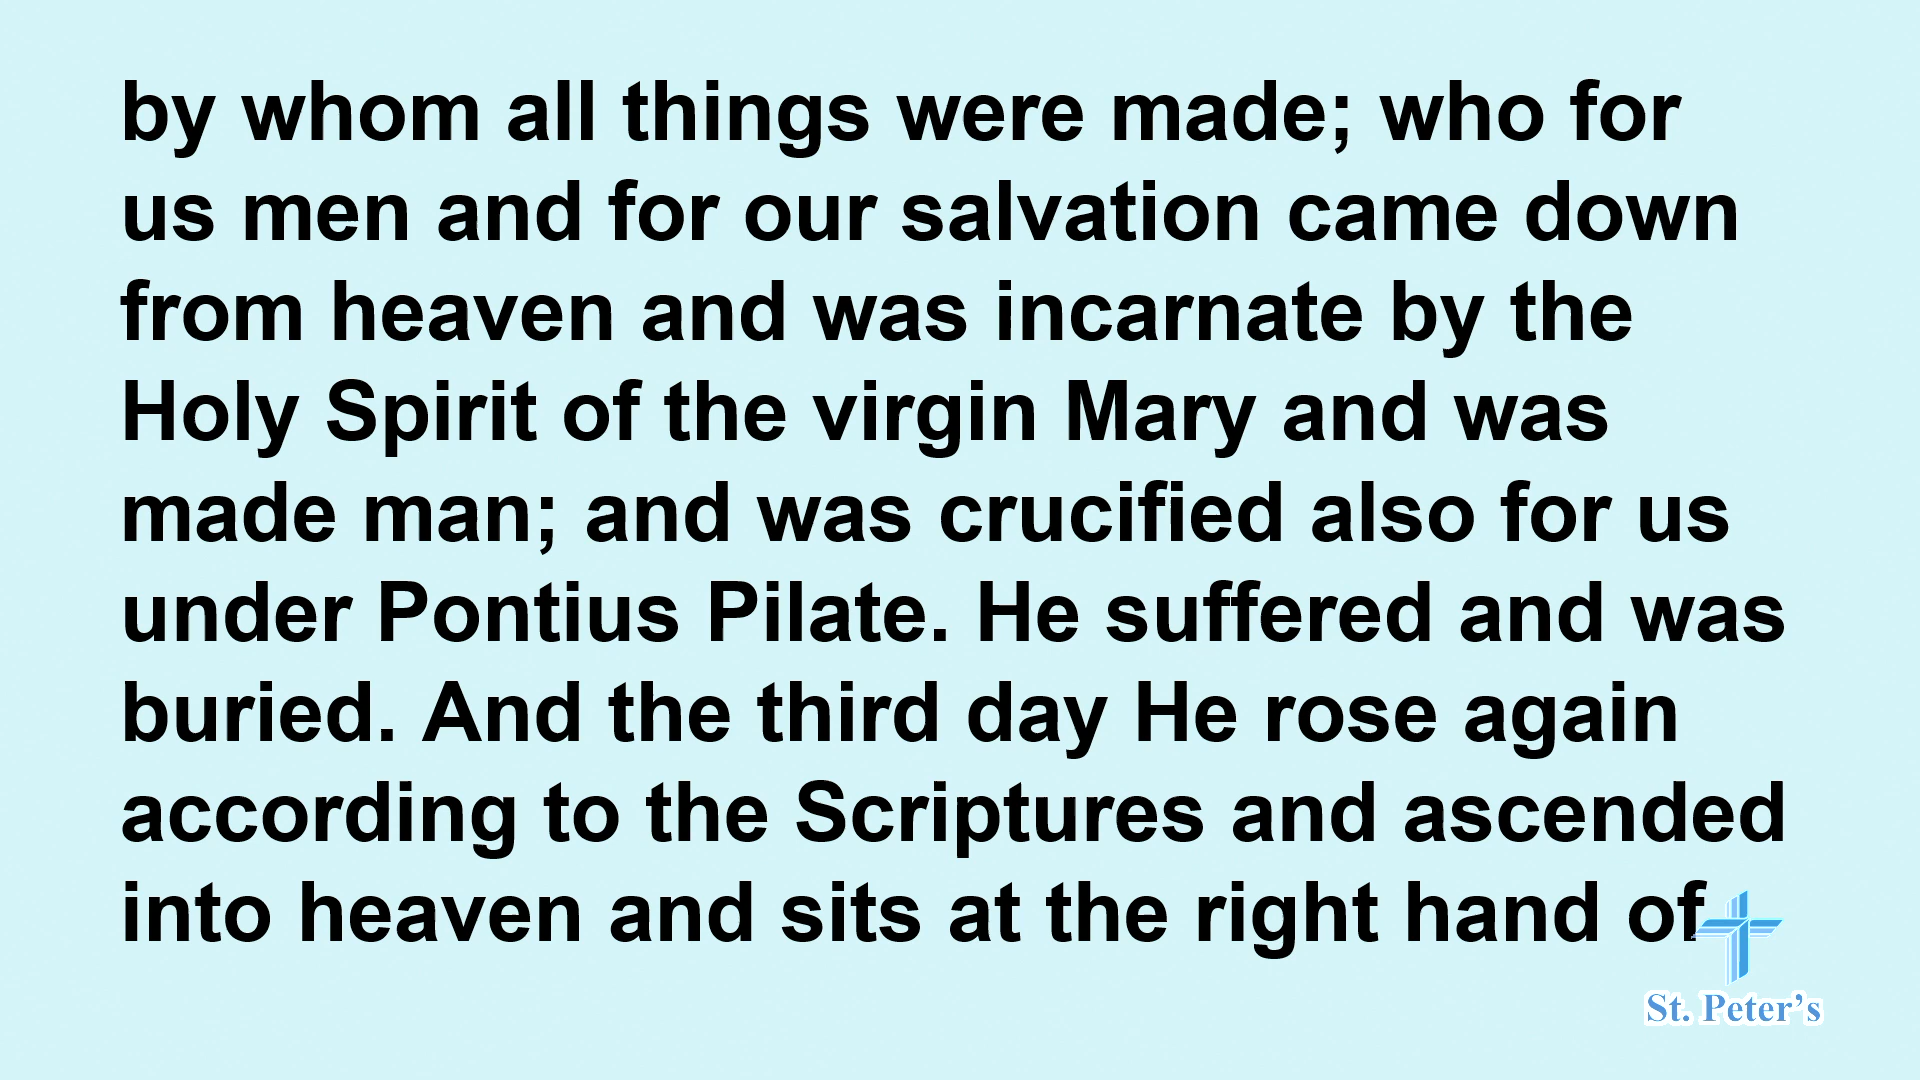 by whom all things were made; who for
us men and for our salvation came down
from heaven and was incarnate by the
Holy Spirit of the virgin Mary and was
made man; and was crucified also for us
under Pontius Pilate. He suffered and was
buried. And the third day He rose again
according to the Scriptures and ascended
into heaven and sits at the right hand of
St. Peter’s